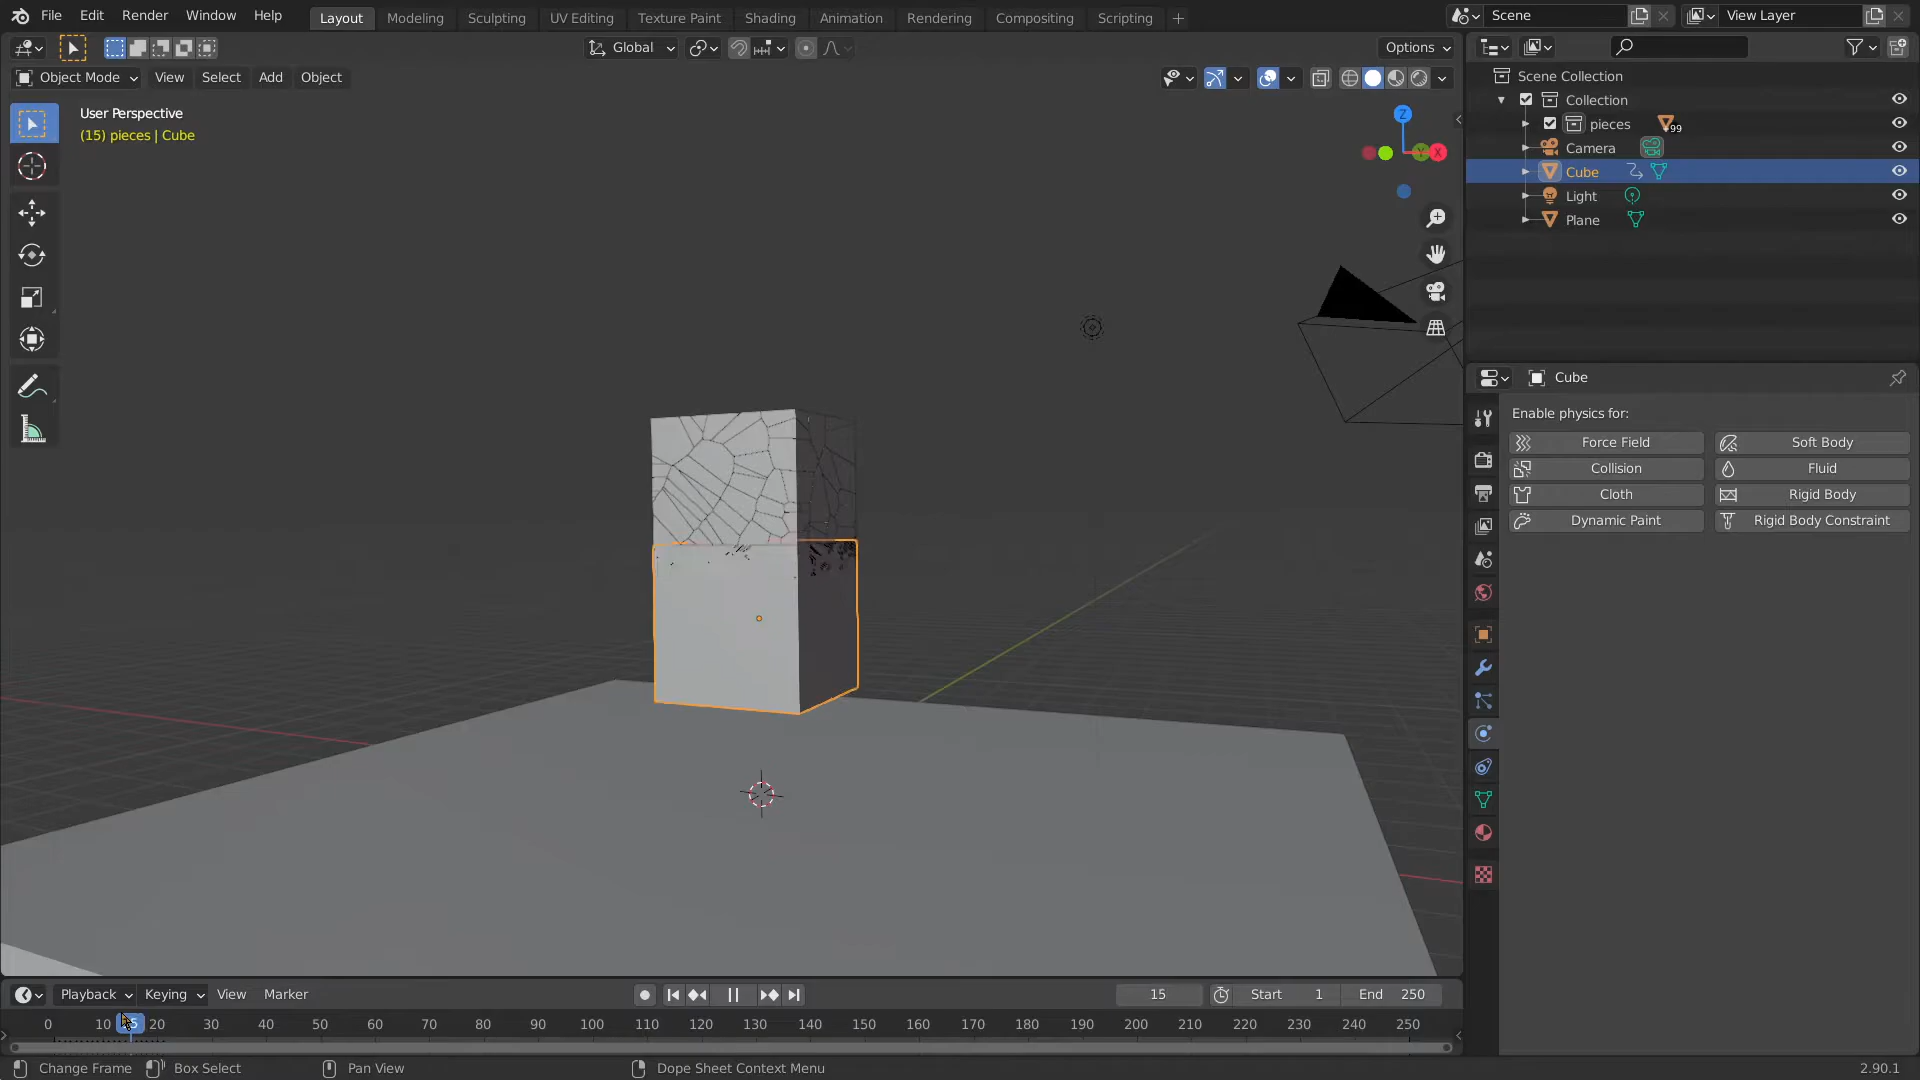 File Edit Render Window Help Layout Modeling Sculpting UV Editing Texture Paint Shading Animation Rendering Compositing Scripting Scene View Layer
Global Options
Object Mode View Select Add Object
User Perspective
(15) pieces | Cube
Z
Y X
Scene Collection
Collection
pieces 99
Camera
Cube
Light
Plane
Cube
Enable physics for:
Force Field Soft Body
Collision Fluid
Cloth Rigid Body
Dynamic Paint Rigid Body Constraint
Playback Keying View Marker 15 Start 1 End 250
0 10 15 20 30 40 50 60 70 80 90 100 110 120 130 140 150 160 170 180 190 200 210 220 230 240 250
Change Frame Box Select Pan View Dope Sheet Context Menu 2.90.1